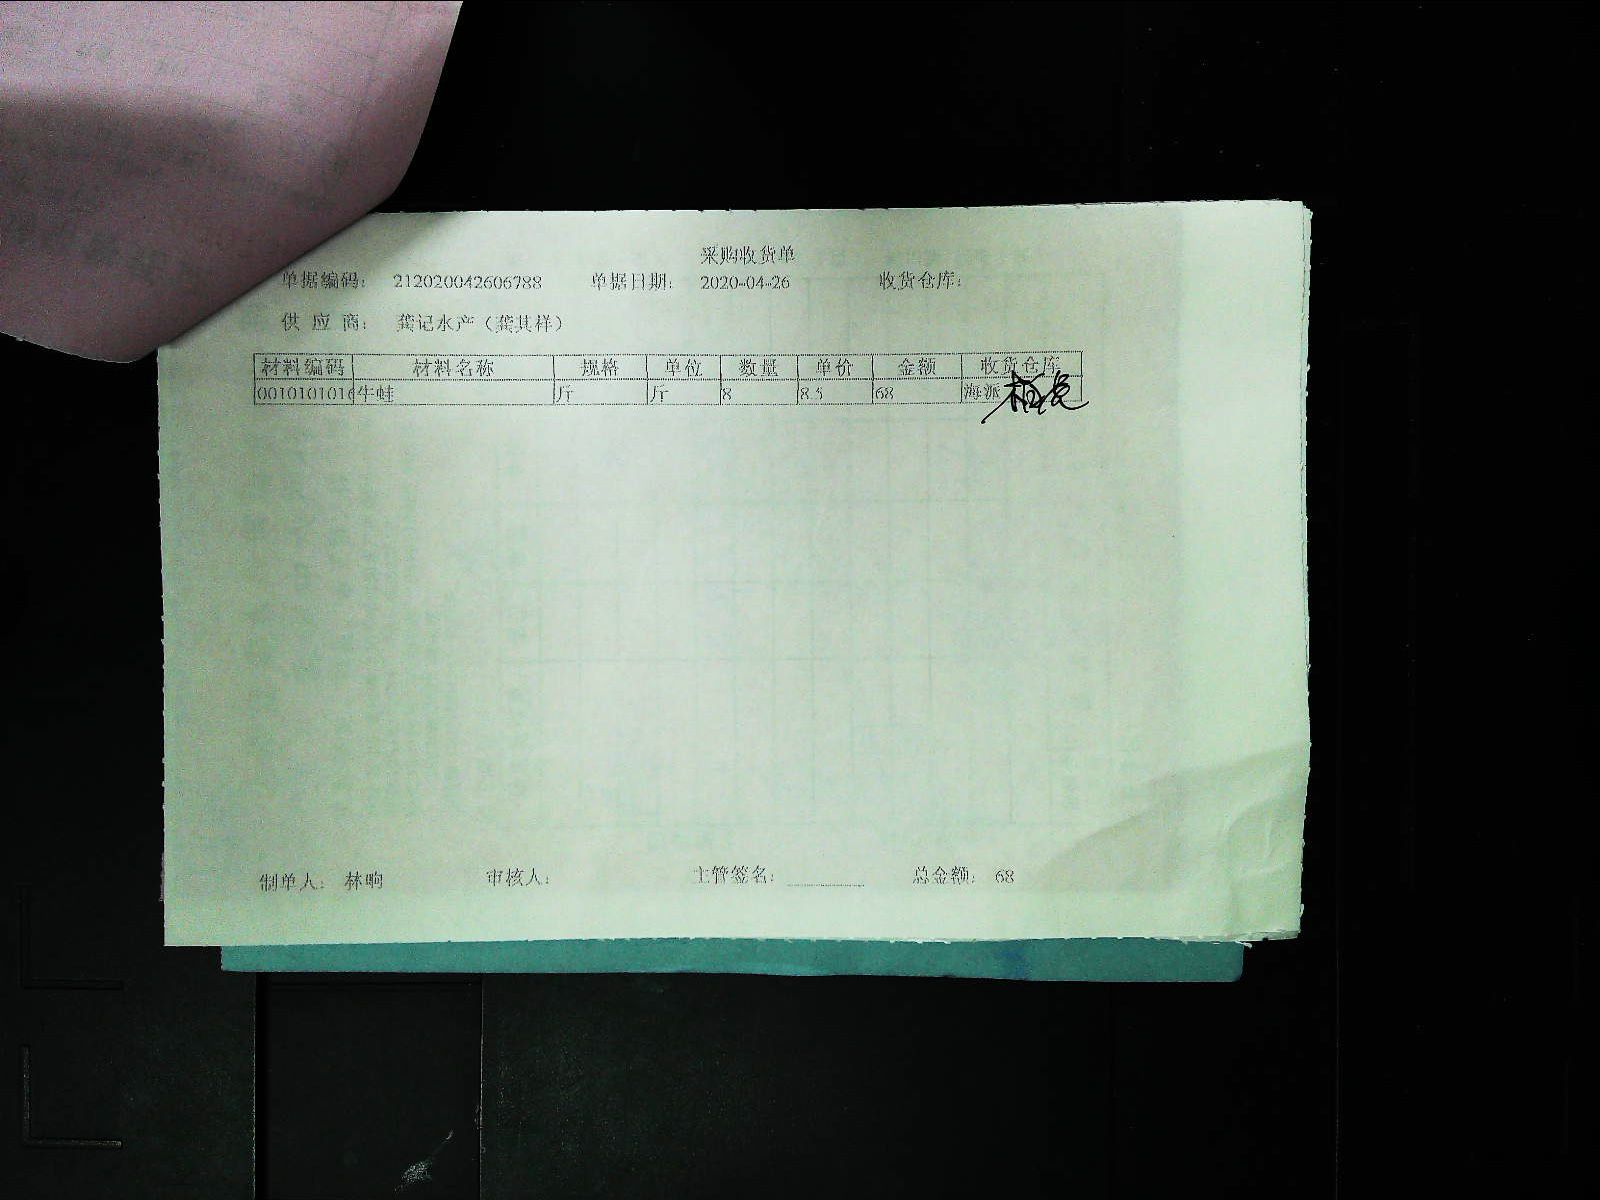 采购收货单
单据编码： 212020042606788 单据日期： 2020-04-26 收货仓库：
供应商： 龚记水产（龚其样）
材料编码 材料名称 规格 单位 数量 单价 金额 收货仓库
0010101016 牛蛙 斤 斤 8 8.5 68 海派
制单人： 林晌 审核人： 主管签名： 总金额： 68